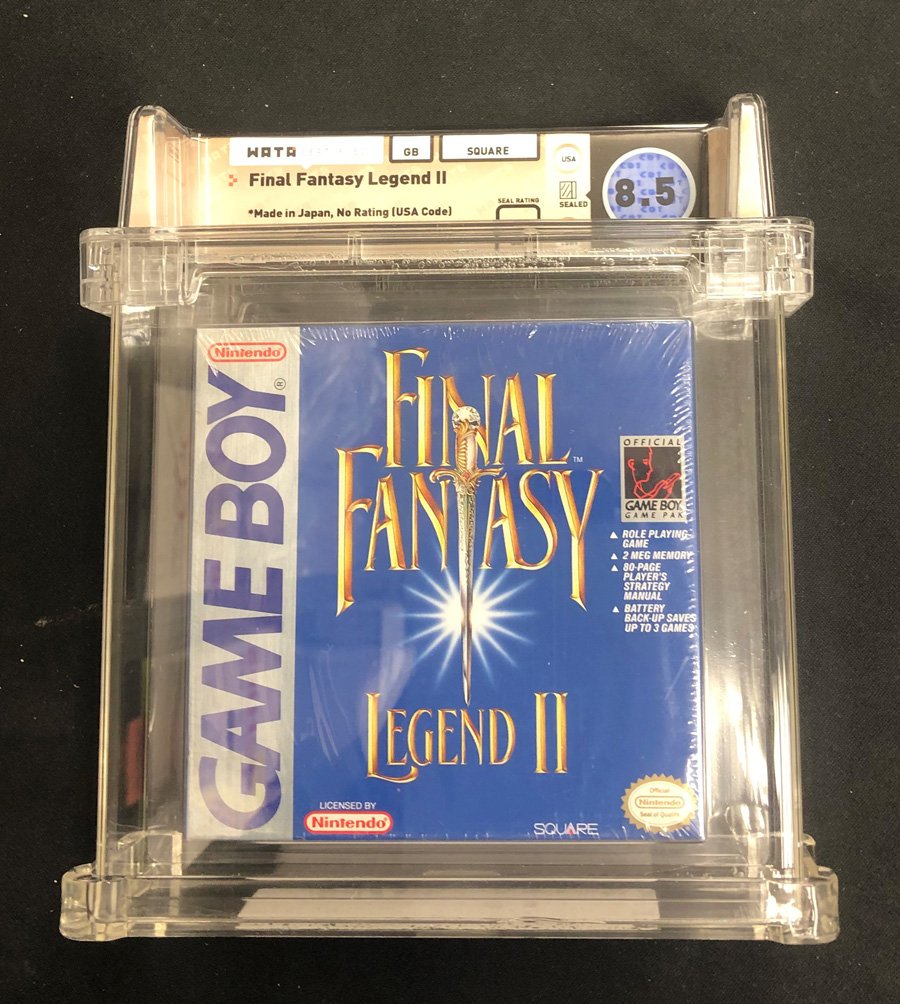 WATA
GB
SQUARE
USA
Final Fantasy Legend II
*Made in Japan, No Rating (USA Code)
SEAL RATING
SEALED
8.5
Nintendo
GAME BOY
®
FINAL
FANTASY
TM
LEGEND II
OFFICIAL
GAME BOY
GAME PAK
▲ ROLE PLAYING
GAME
▲ 2 MEG MEMORY
▲ 80-PAGE
PLAYER'S
STRATEGY
MANUAL
▲ BATTERY
BACK-UP SAVES
UP TO 3 GAMES
LICENSED BY
Nintendo
SQUARE
Official
Nintendo
Seal of Quality